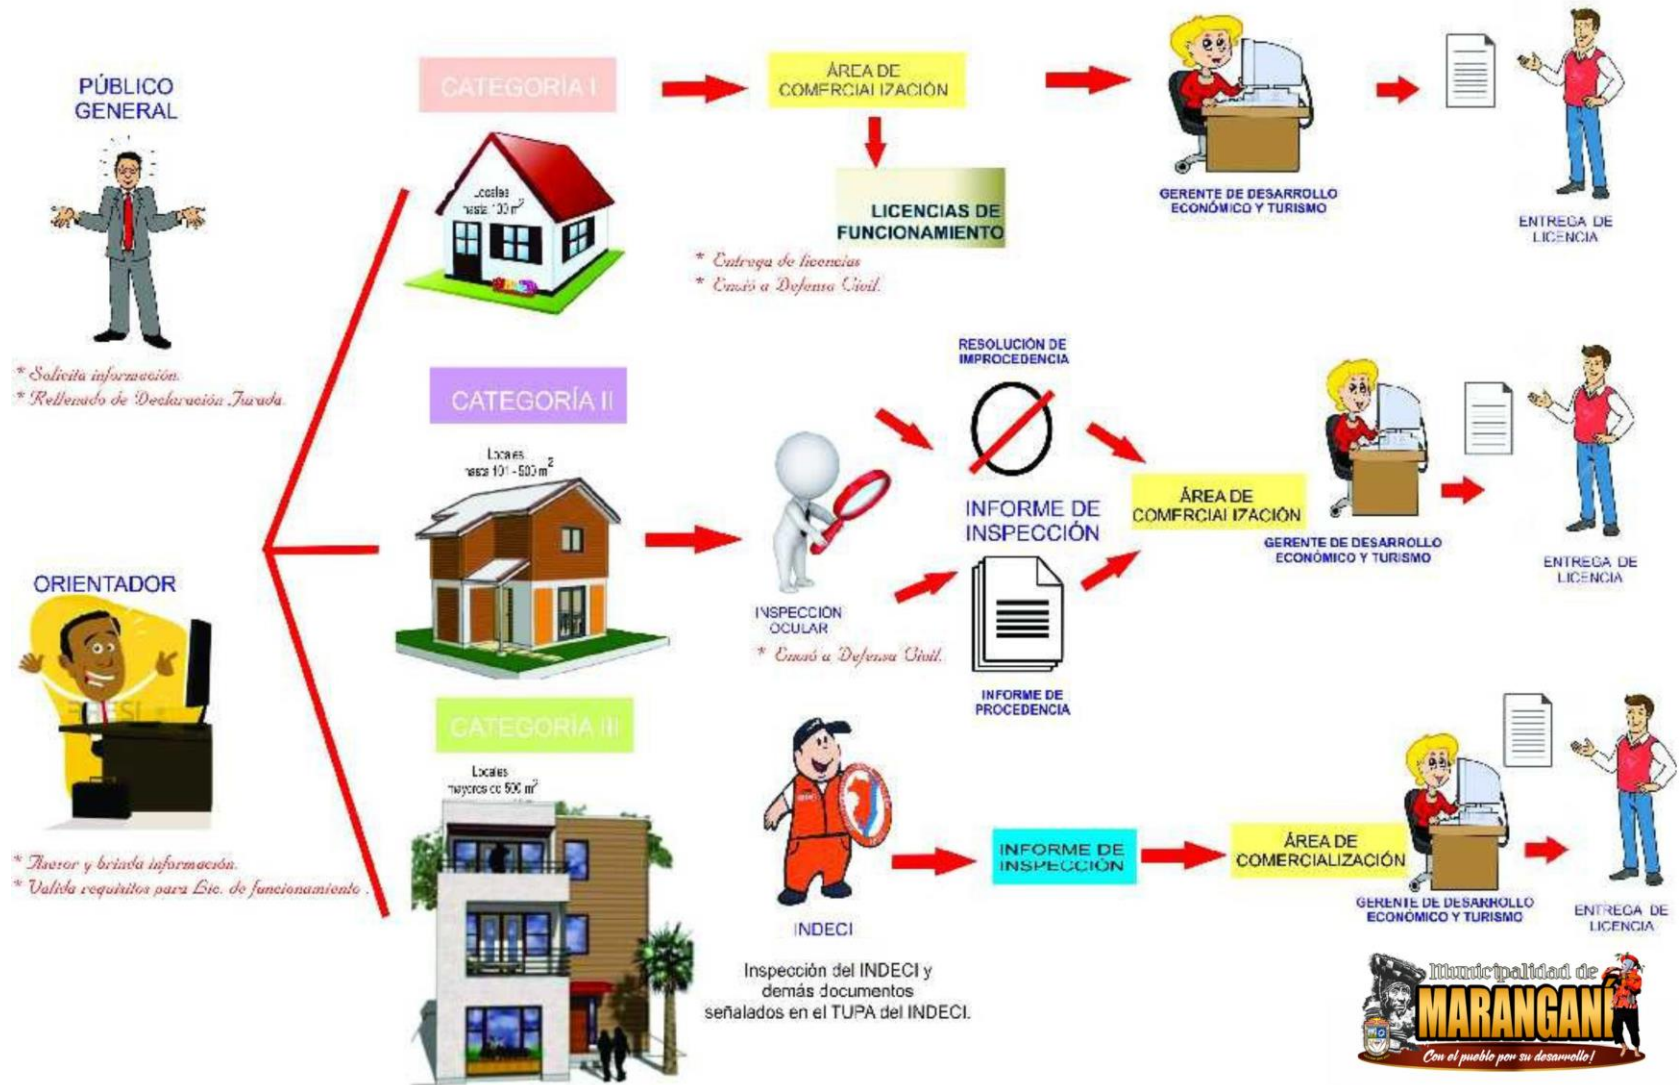 PÚBLICO
GENERAL
* Solicita información.
* Rellenado de Declaración Jurada.
ORIENTADOR
* Asesor y brinda información.
* Valida requisitos para Lic. de funcionamiento .
CATEGORÍA I
Locales
hasta 100 m²
ÁREA DE
COMERCIALIZACIÓN
LICENCIAS DE
FUNCIONAMIENTO
* Entrega de licencias
* Envió a Defensa Civil.
GERENTE DE DESARROLLO
ECONÓMICO Y TURISMO
ENTREGA DE
LICENCIA
CATEGORÍA II
Locales
hasta 101 - 500 m²
INSPECCIÓN
OCULAR
* Envió a Defensa Civil.
RESOLUCIÓN DE
IMPROCEDENCIA
INFORME DE
INSPECCIÓN
INFORME DE
PROCEDENCIA
ÁREA DE
COMERCIALIZACIÓN
GERENTE DE DESARROLLO
ECONÓMICO Y TURISMO
ENTREGA DE
LICENCIA
CATEGORÍA III
Locales
mayores de 500 m²
INDECI
Inspección del INDECI y
demás documentos
señalados en el TUPA del INDECI.
INFORME DE
INSPECCIÓN
ÁREA DE
COMERCIALIZACIÓN
GERENTE DE DESARROLLO
ECONÓMICO Y TURISMO
ENTREGA DE
LICENCIA
Municipalidad de
MARANGANÍ
Con el pueblo por su desarrollo!